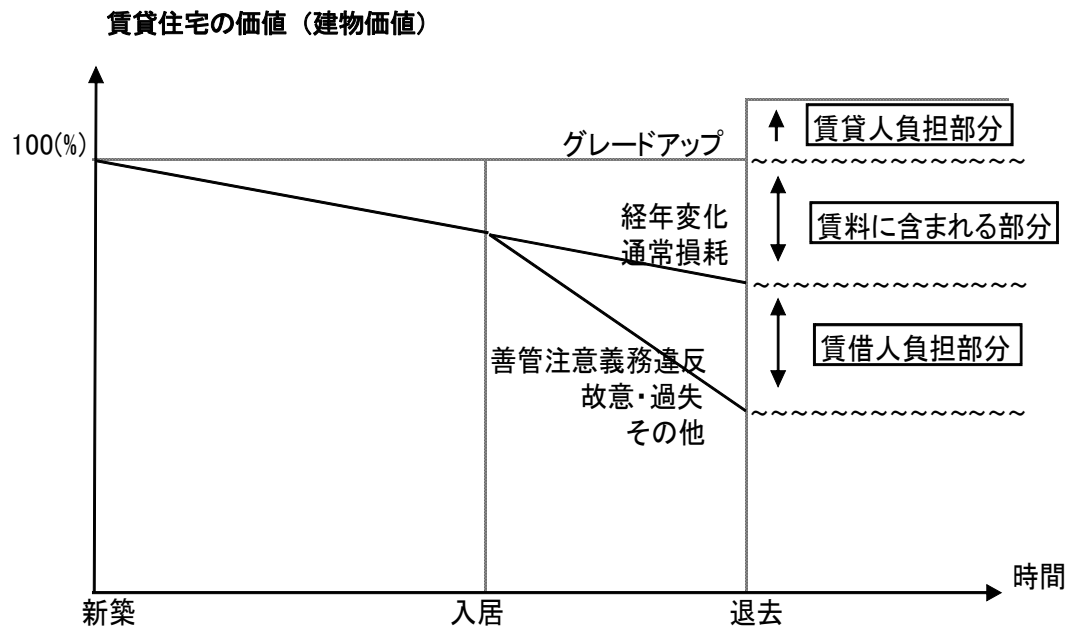 賃貸住宅の価値（建物価値）
100(%)
グレードアップ
賃貸人負担部分
～～～～～～～～～～～～～～
経年変化
通常損耗
賃料に含まれる部分
～～～～～～～～～～～～～～
善管注意義務違反
故意・過失
その他
賃借人負担部分
～～～～～～～～～～～～～～
時間
新築
入居
退去